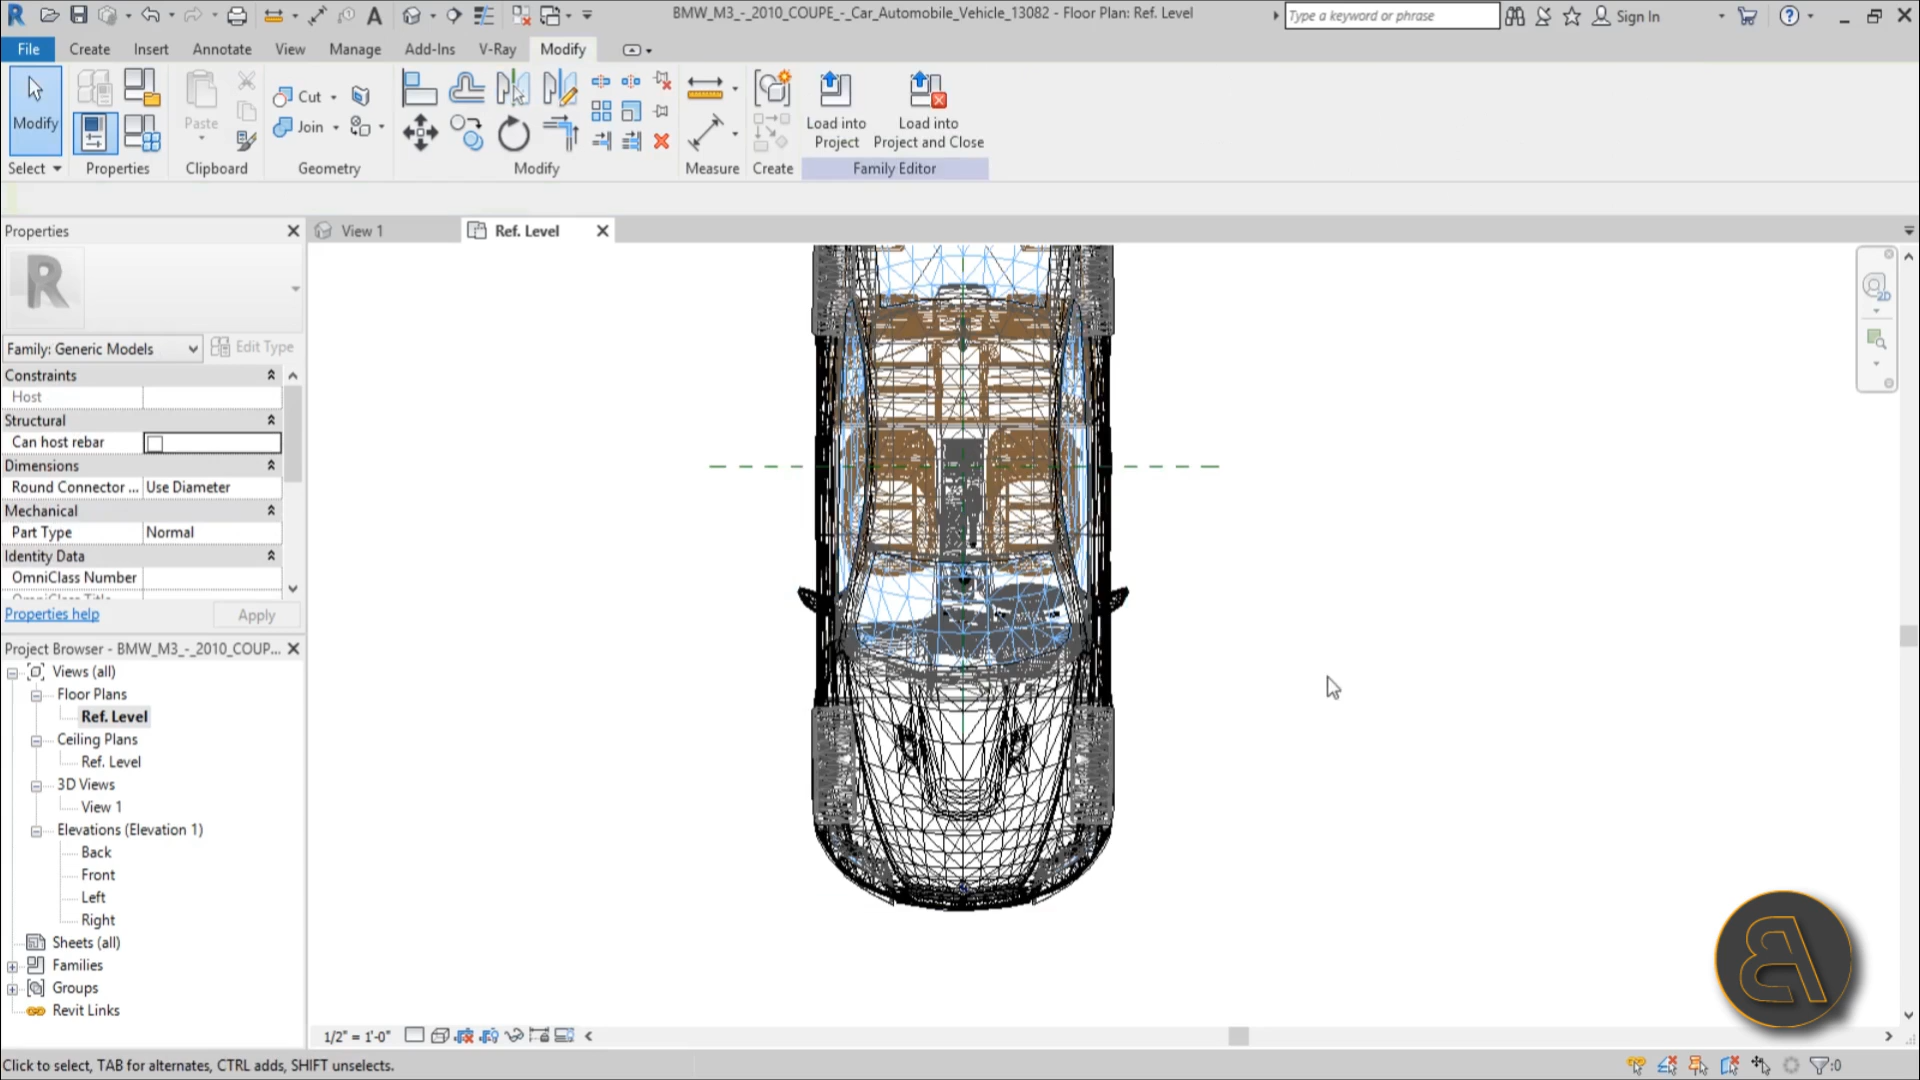 BMW_M3_-_2010_COUPE_-_Car_Automobile_Vehicle_13082 - Floor Plan: Ref. Level
Type a keyword or phrase
Sign In
File Create Insert Annotate View Manage Add-Ins V-Ray Modify
Modify
Paste
Cut
Join
Load into Project
Load into Project and Close
Select Properties Clipboard Geometry Modify Measure Create Family Editor
Properties
View 1
Ref. Level
Family: Generic Models
Edit Type
Constraints
Host
Structural
Can host rebar
Dimensions
Round Connector ... Use Diameter
Mechanical
Part Type Normal
Identity Data
OmniClass Number
OmniClass Title
Properties help
Apply
Project Browser - BMW_M3_-_2010_COUP...
Views (all)
Floor Plans
Ref. Level
Ceiling Plans
Ref. Level
3D Views
View 1
Elevations (Elevation 1)
Back
Front
Left
Right
Sheets (all)
Families
Groups
Revit Links
1/2" = 1'-0"
Click to select, TAB for alternates, CTRL adds, SHIFT unselects.
:0